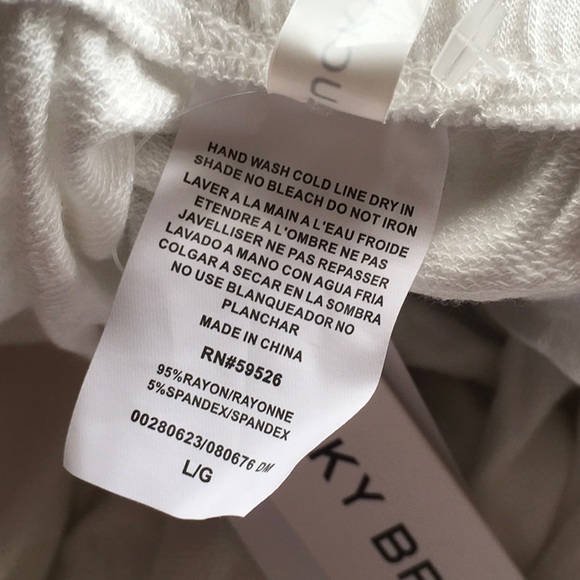 HAND WASH COLD LINE DRY IN
SHADE NO BLEACH DO NOT IRON
LAVER A LA MAIN A L'EAU FROIDE
ETENDRE A L'OMBRE NE PAS
JAVELLISER NE PAS REPASSER
LAVADO A MANO CON AGUA FRIA
COLGAR A SECAR EN LA SOMBRA
NO USE BLANQUEADOR NO
PLANCHAR
MADE IN CHINA
RN#59526
95%RAYON/RAYONNE
5%SPANDEX/SPANDEX
00280623/080676 DM
L/G
KY BR